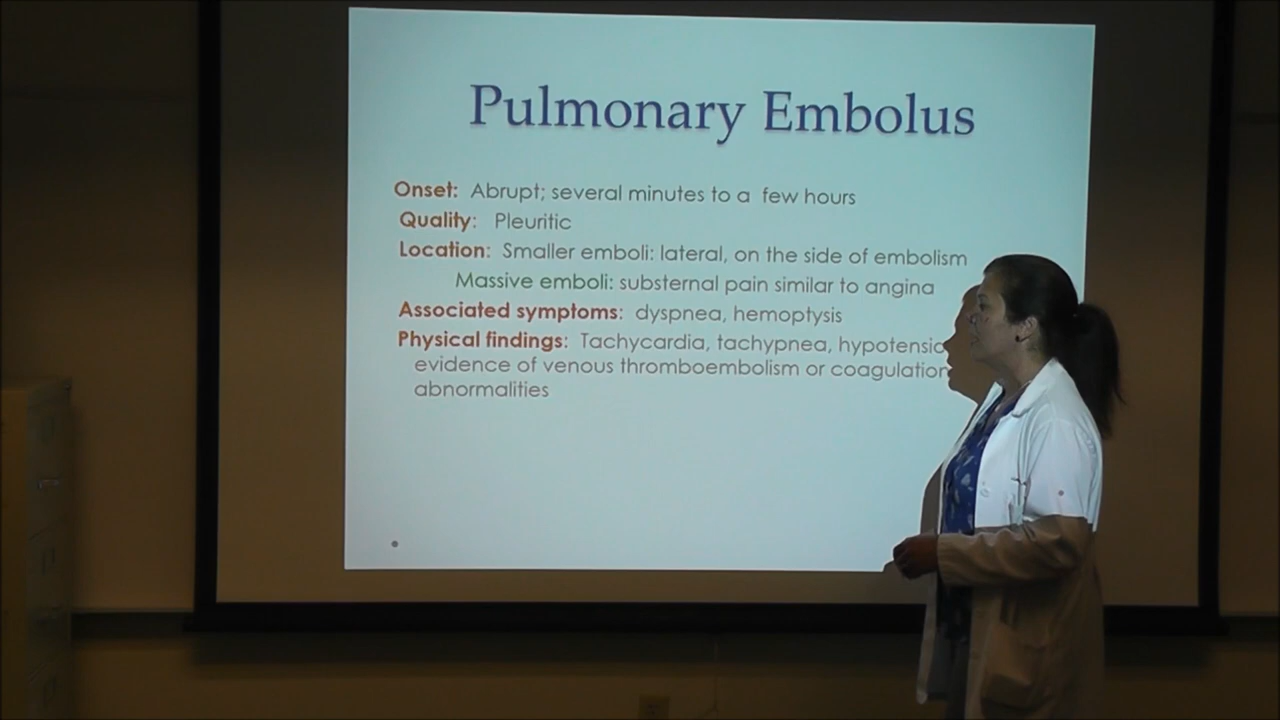 Pulmonary Embolus
Onset: Abrupt; several minutes to a few hours
Quality: Pleuritic
Location: Smaller emboli: lateral, on the side of embolism
Massive emboli: substernal pain similar to angina
Associated symptoms: dyspnea, hemoptysis
Physical findings: Tachycardia, tachypnea, hypotensio
evidence of venous thromboembolism or coagulation
abnormalities